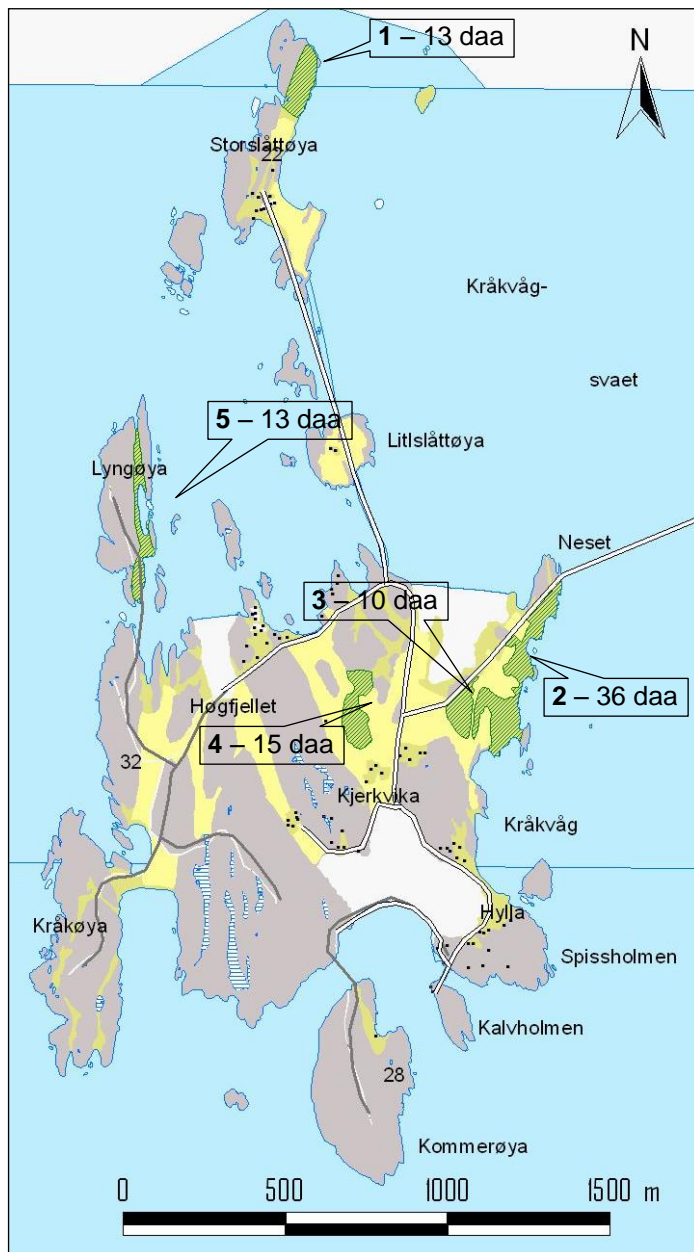 1 – 13 daa
N
Storslåttøya
22
Kråkvåg-
svaet
5 – 13 daa
Litlslåttøya
Lyngøya
Neset
3 – 10 daa
2 – 36 daa
Høgfjellet
4 – 15 daa
32
Kjerkvika
Kråkvåg
Kråkøya
Hylla
Spissholmen
Kalvholmen
28
Kommerøya
0 500 1000 1500 m